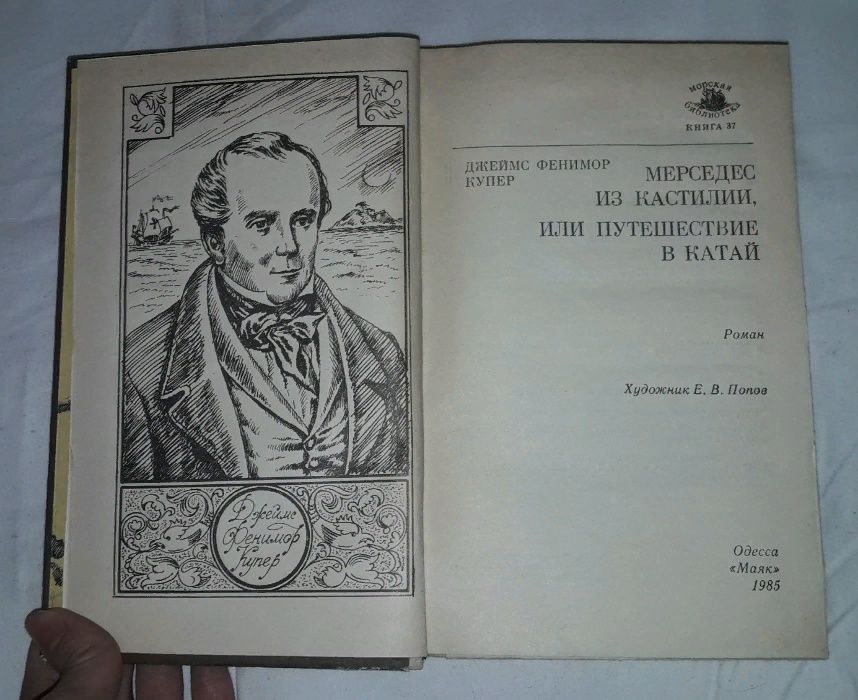 Джеймс
Фенимор
Купер
морская
библиотека
КНИГА 37
ДЖЕЙМС ФЕНИМОР
КУПЕР
МЕРСЕДЕС
ИЗ КАСТИЛИИ,
ИЛИ ПУТЕШЕСТВИЕ
В КАТАЙ
Роман
Художник Е. В. Попов
Одесса
«Маяк»
1985